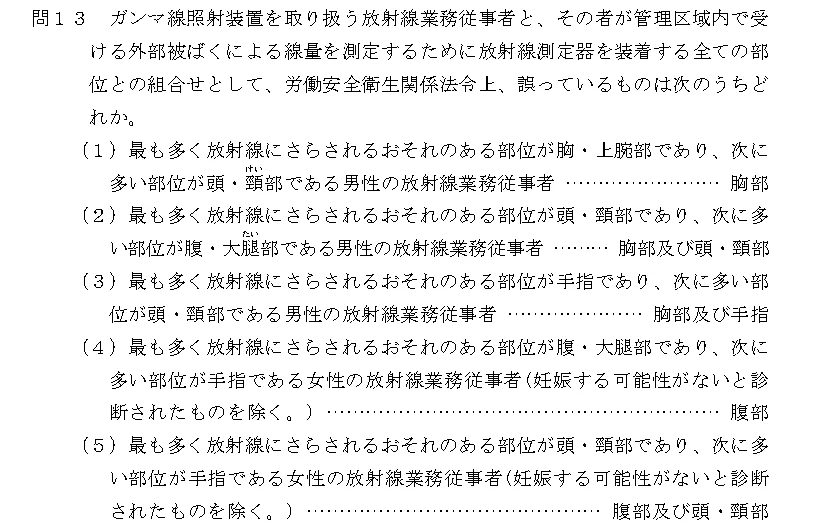 問１３　ガンマ線照射装置を取り扱う放射線業務従事者と、その者が管理区域内で受
ける外部被ばくによる線量を測定するために放射線測定器を装着する全ての部
位との組合せとして、労働安全衛生関係法令上、誤っているものは次のうちど
れか。
（１）最も多く放射線にさらされるおそれのある部位が胸・上腕部であり、次に
けい
多い部位が頭・頸部である男性の放射線業務従事者 …………………… 胸部
（２）最も多く放射線にさらされるおそれのある部位が頭・頸部であり、次に多
たい
い部位が腹・大腿部である男性の放射線業務従事者 ……… 胸部及び頭・頸部
（３）最も多く放射線にさらされるおそれのある部位が手指であり、次に多い部
位が頭・頸部である男性の放射線業務従事者 ………………… 胸部及び手指
（４）最も多く放射線にさらされるおそれのある部位が腹・大腿部であり、次に
多い部位が手指である女性の放射線業務従事者(妊娠する可能性がないと診
断されたものを除く。) ……………………………………………………… 腹部
（５）最も多く放射線にさらされるおそれのある部位が頭・頸部であり、次に多
い部位が手指である女性の放射線業務従事者(妊娠する可能性がないと診断
されたものを除く。) ……………………………………… 腹部及び頭・頸部